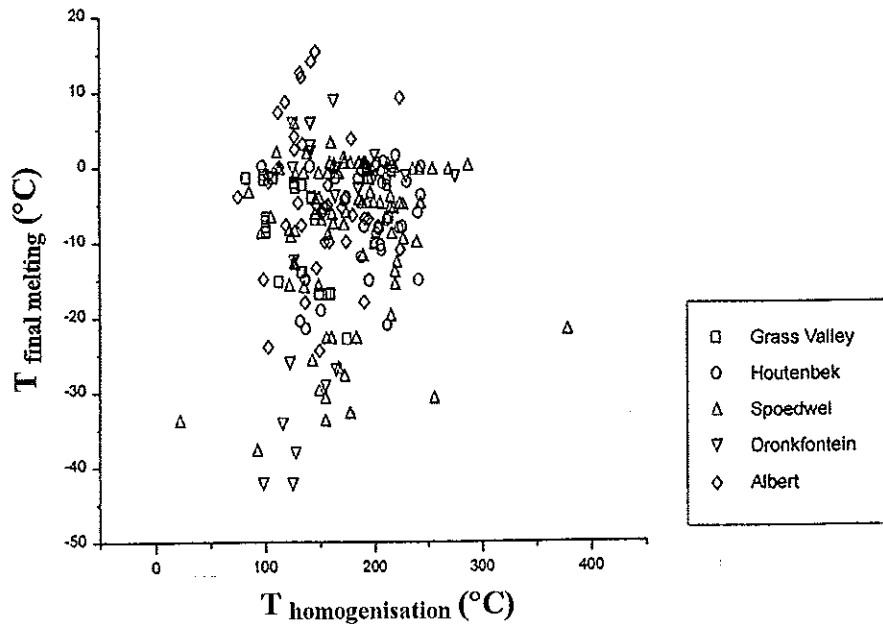 20
10
0
-10
-20
-30
-40
-50
T final melting (°C)
0
100
200
300
400
T homogenisation (°C)
Grass Valley
Houtenbek
Spoedwel
Dronkfontein
Albert